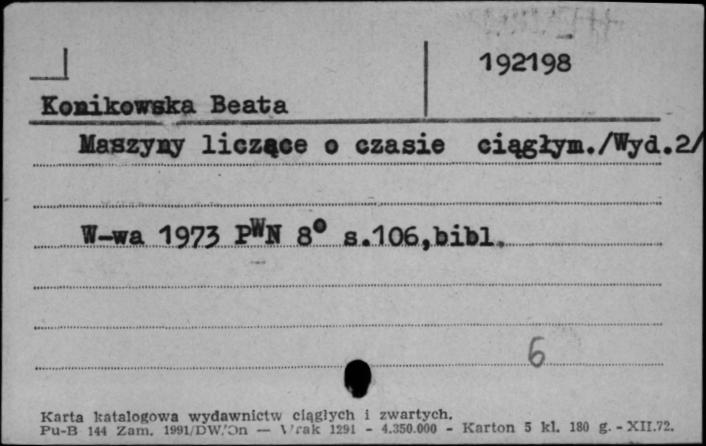 192198
Konikowska Beata
Maszyny liczące o czasie ciągłym./Wyd.2/
W-wa 1973 PWN 8° s.106,bibl.
6
Karta katalogowa wydawnictw ciągłych i zwartych.
Pu-B 144 Zam. 1991/DW/On — 1291 - 4.350.000 - Karton 5 kl. 180 g. - XII.72.